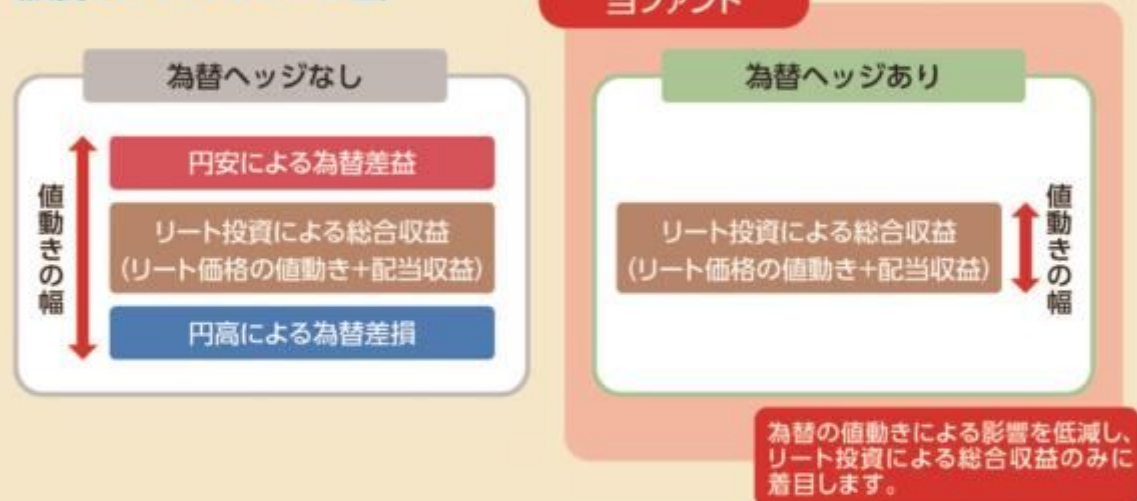 当ファンド
為替ヘッジなし
値動きの幅
円安による為替差益
リート投資による総合収益
(リート価格の値動き+配当収益)
円高による為替差損
為替ヘッジあり
リート投資による総合収益
(リート価格の値動き+配当収益)
値動きの幅
為替の値動きによる影響を低減し、
リート投資による総合収益のみに
着目します。